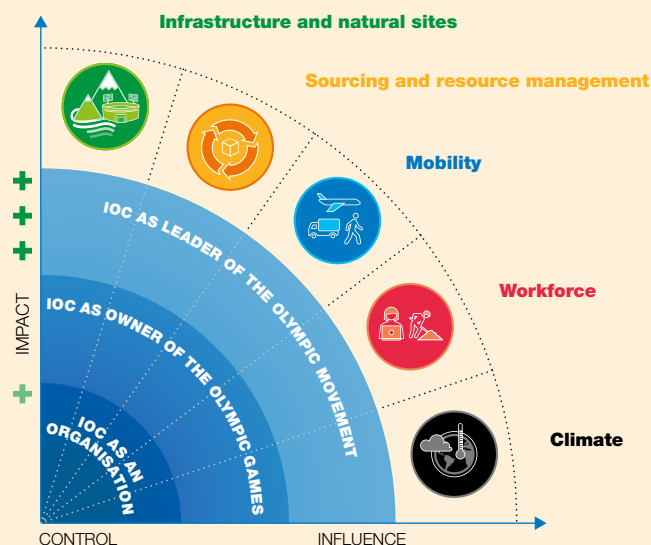 Infrastructure and natural sites
Sourcing and resource management
Mobility
Workforce
Climate
IOC AS LEADER OF THE OLYMPIC MOVEMENT
IOC AS OWNER OF THE OLYMPIC GAMES
IOC AS AN
ORGANISATION
+
+
+
IMPACT
+
CONTROL
INFLUENCE